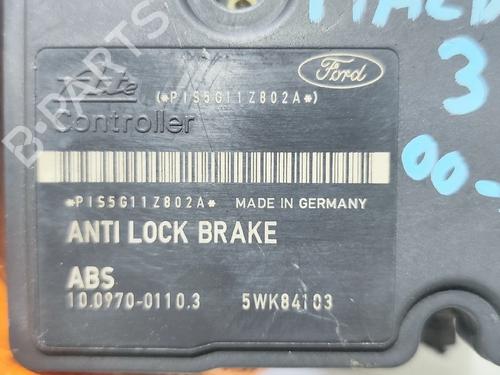 Ate
Ford
(*P1S5G11Z802A*)
Controller
*P1S5G11Z802A* MADE IN GERMANY
ANTI LOCK BRAKE
ABS
10.0970-0110.3 5WK84103
3
00-
B-PARTS